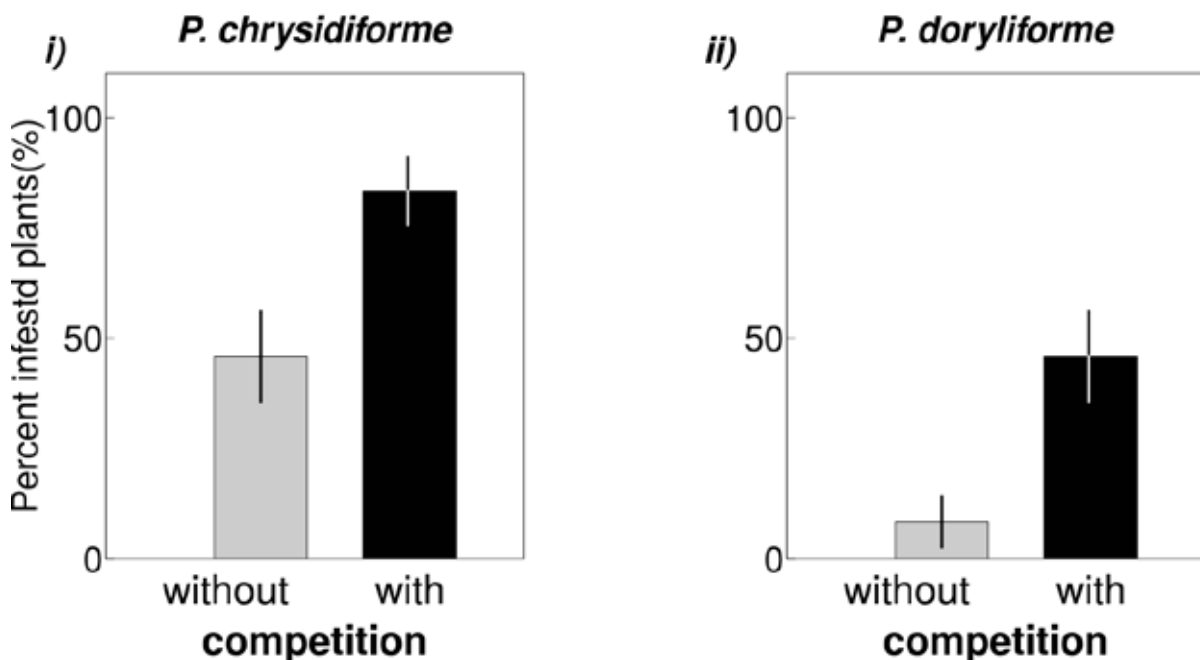 i)
P. chrysidiforme
Percent infestd plants(%)
100
50
0
without
with
competition
ii)
P. doryliforme
100
50
0
without
with
competition